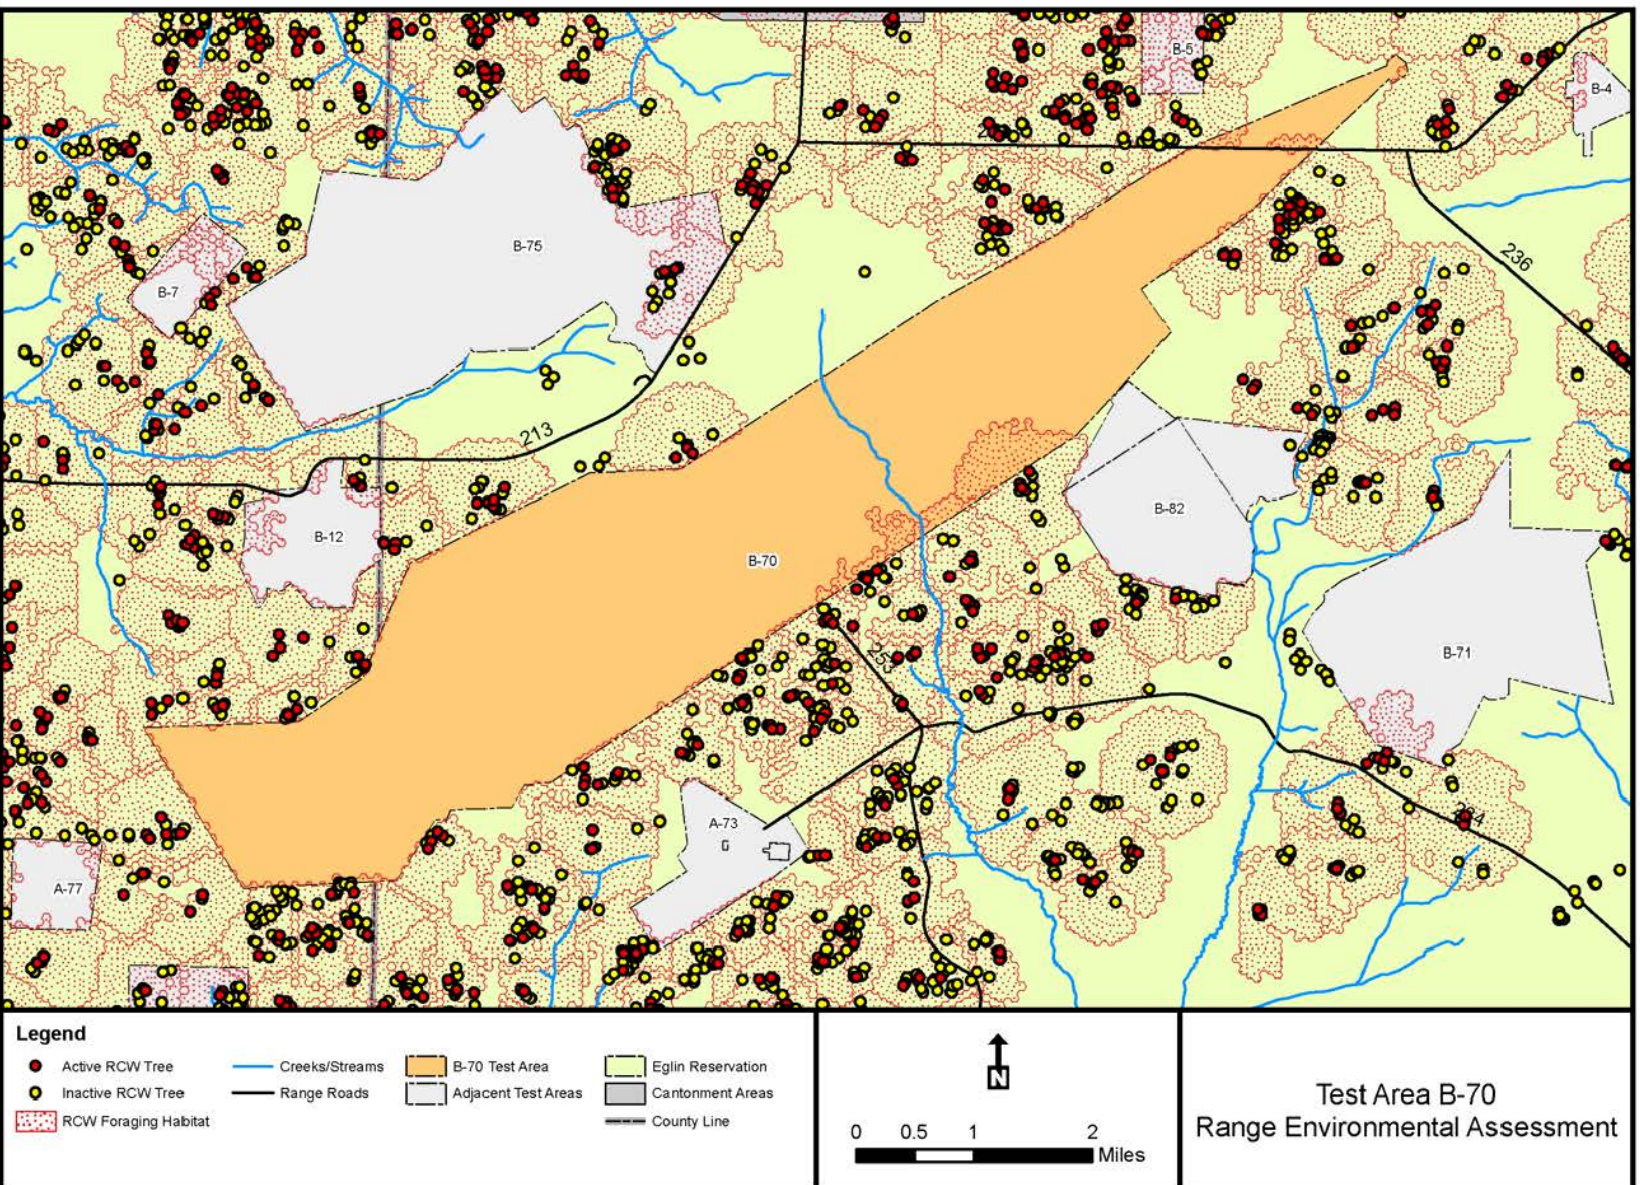 B-5
B-4
B-75
B-7
236
213
B-12
B-82
B-70
253
B-71
A-73
A-77
Legend
Active RCW Tree
Inactive RCW Tree
RCW Foraging Habitat
Creeks/Streams
Range Roads
B-70 Test Area
Adjacent Test Areas
Eglin Reservation
Cantonment Areas
County Line
N
0 0.5 1 2
Miles
Test Area B-70
Range Environmental Assessment